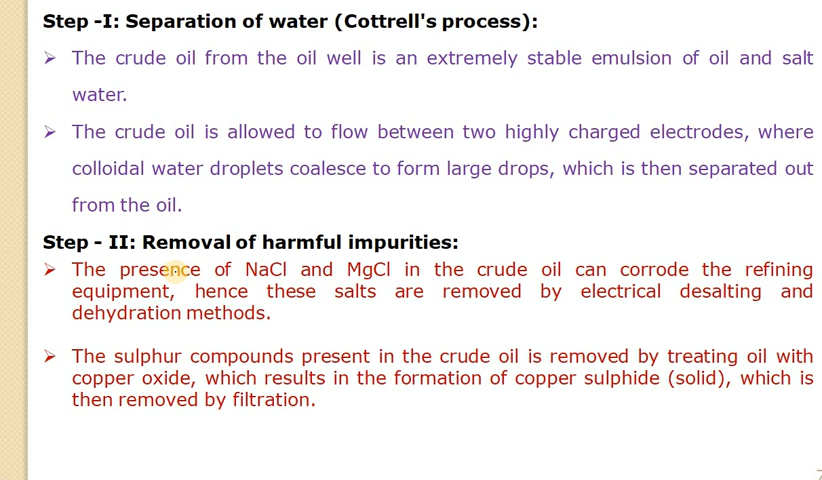 Step -I: Separation of water (Cottrell's process):
➢ The crude oil from the oil well is an extremely stable emulsion of oil and salt
water.
➢ The crude oil is allowed to flow between two highly charged electrodes, where
colloidal water droplets coalesce to form large drops, which is then separated out
from the oil.
Step - II: Removal of harmful impurities:
➢ The presence of NaCl and MgCl in the crude oil can corrode the refining
equipment, hence these salts are removed by electrical desalting and
dehydration methods.
➢ The sulphur compounds present in the crude oil is removed by treating oil with
copper oxide, which results in the formation of copper sulphide (solid), which is
then removed by filtration.